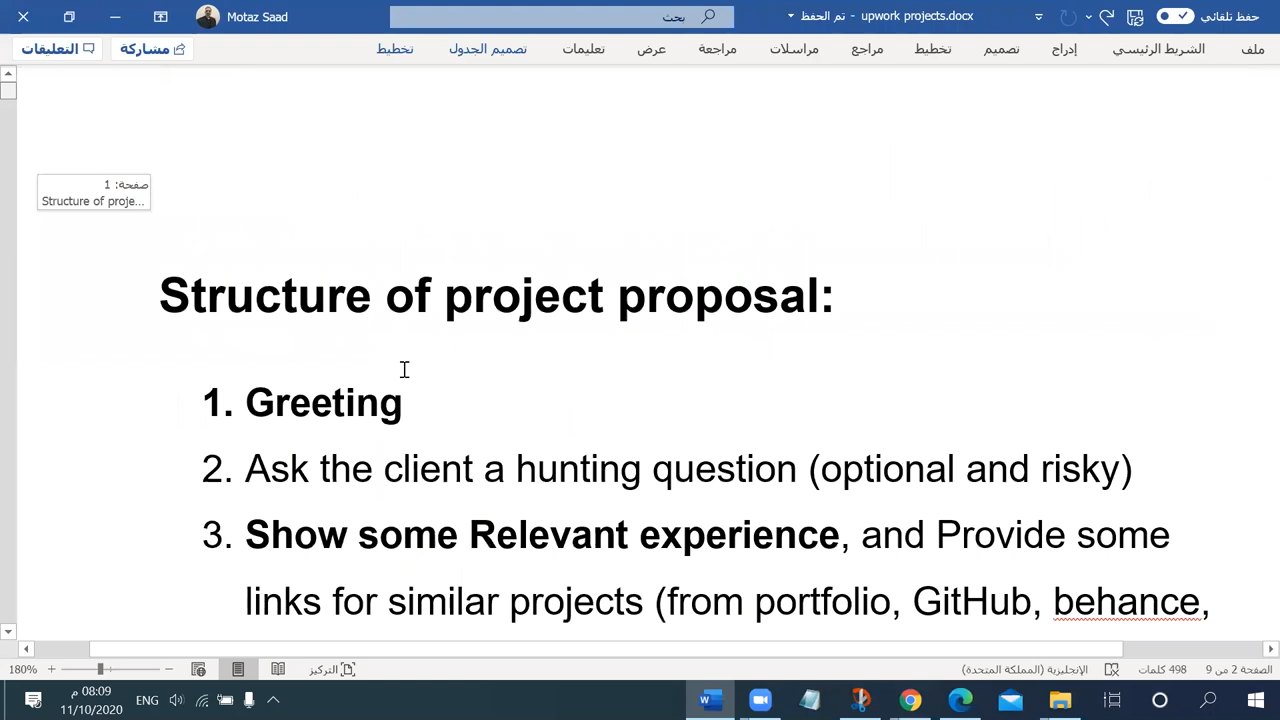 Motaz Saad
بحث
upwork projects.docx - تم الحفظ
حفظ تلقائي
ملف الشريط الرئيسي إدراج تصميم تخطيط مراجع مراسلات مراجعة عرض تعليمات تصميم الجدول تخطيط
مشاركة
التعليقات
صفحة: 1
Structure of proje...
Structure of project proposal:
1. Greeting
2. Ask the client a hunting question (optional and risky)
3. Show some Relevant experience, and Provide some
links for similar projects (from portfolio, GitHub, behance,
الصفحة 2 من 9
498 كلمات
الإنجليزية (المملكة المتحدة)
التركيز
180%
08:09 م
11/10/2020
ENG